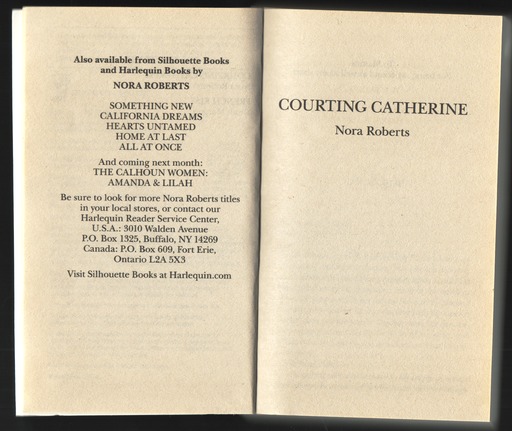 Also available from Silhouette Books
and Harlequin Books by
NORA ROBERTS
SOMETHING NEW
CALIFORNIA DREAMS
HEARTS UNTAMED
HOME AT LAST
ALL AT ONCE
And coming next month:
THE CALHOUN WOMEN:
AMANDA & LILAH
Be sure to look for more Nora Roberts titles
in your local stores, or contact our
Harlequin Reader Service Center,
U.S.A.: 3010 Walden Avenue
P.O. Box 1325, Buffalo, NY 14269
Canada: P.O. Box 609, Fort Erie,
Ontario L2A 5X3
Visit Silhouette Books at Harlequin.com
COURTING CATHERINE
Nora Roberts